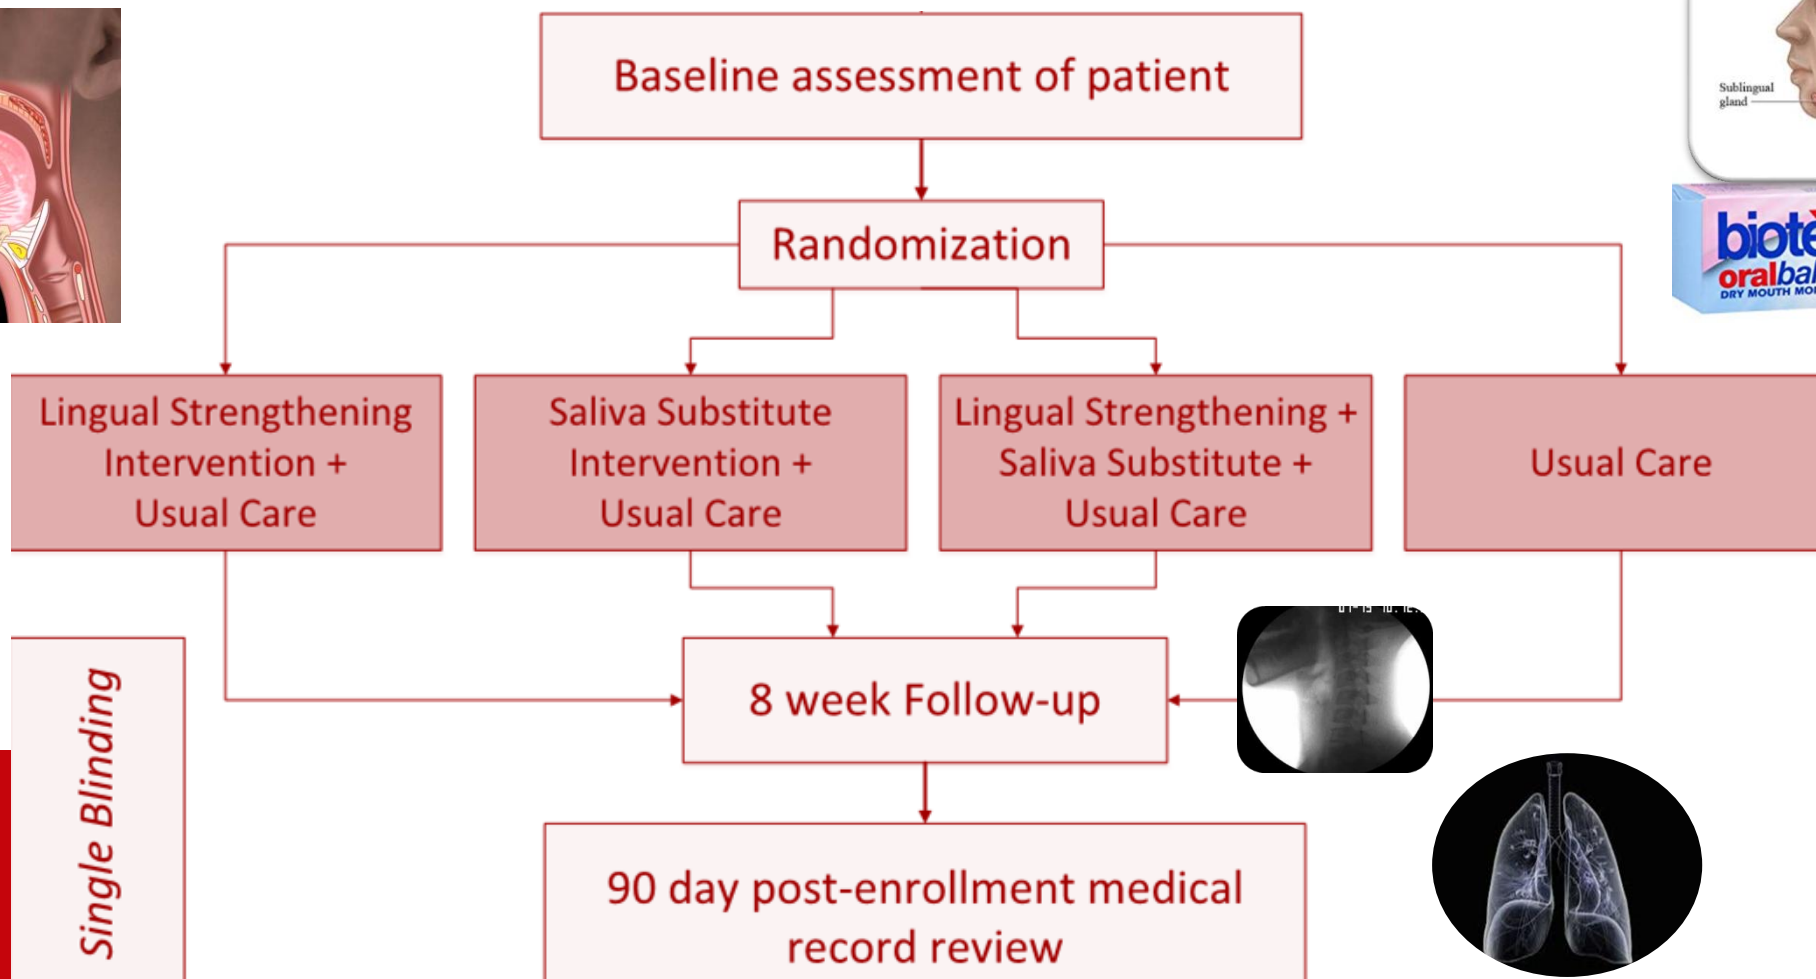 Baseline assessment of patient
Sublingual
gland
Randomization
oral
DRY MOUTH
Lingual Strengthening
Intervention +
Usual Care
Saliva Substitute
Intervention +
Usual Care
Lingual Strengthening +
Saliva Substitute +
Usual Care
Usual Care
Single Blinding
8 week Follow-up
90 day post-enrollment medical
record review